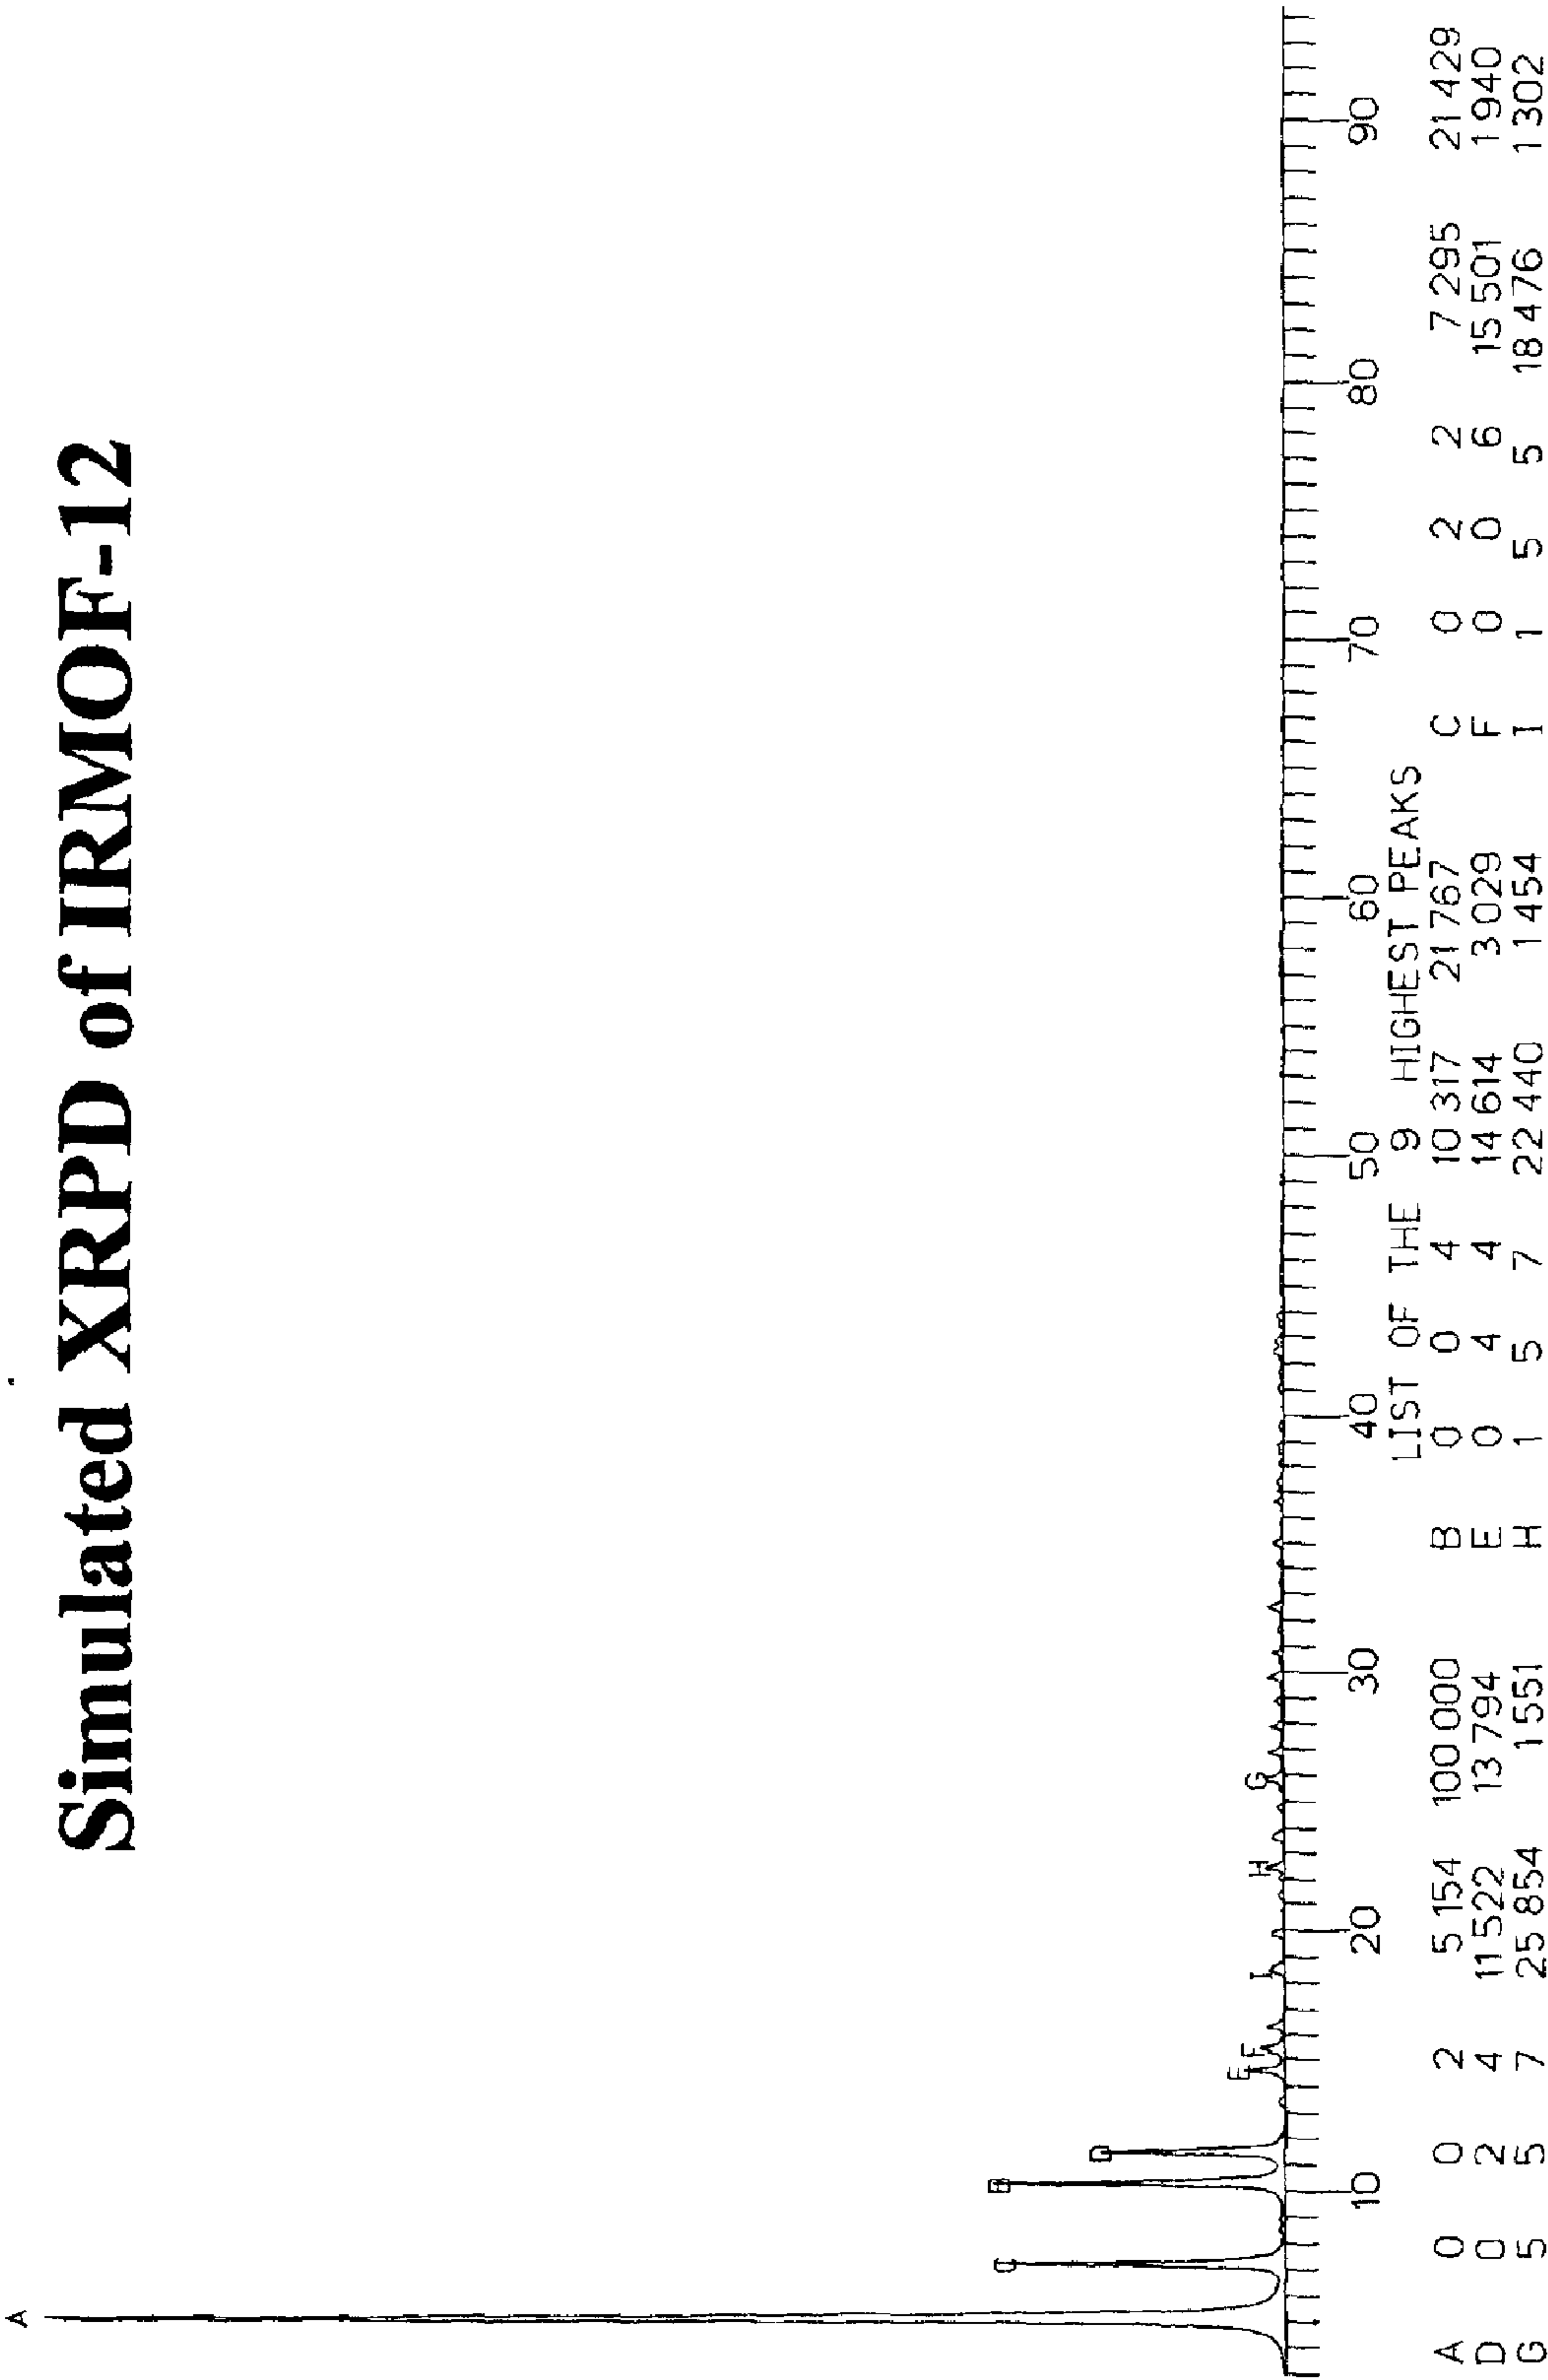 Simulated XRPD of IRMOF-12
A
C
B
D
E F
I
H
G
10 20 30 40 50 60 70 80 90
LIST OF THE 9 HIGHEST PEAKS
A 0 0 2 5 154 100 000 B 0 0 4 10 317 21 767 C 0 2 2 7 295 21 429
D 0 2 4 11 522 13 794 E 0 4 4 14 614 3 029 F 0 0 6 15 501 1 940
G 5 5 7 25 854 1 551 H 1 5 7 22 440 1 454 I 1 5 5 18 476 1 302